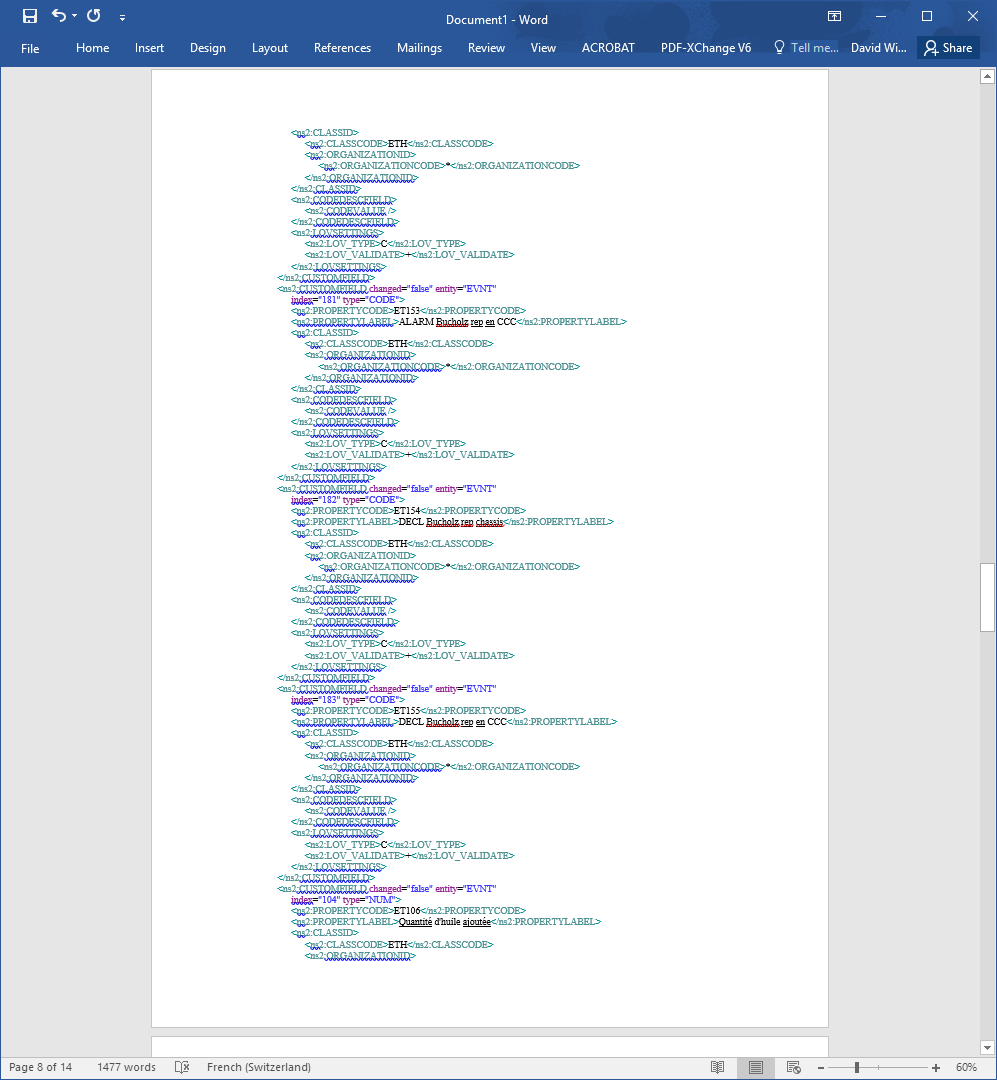 Document1 - Word
File Home Insert Design Layout References Mailings Review View ACROBAT PDF-XChange V6 Tell me... David Wi... Share
<ns2:CLASSID>
<ns2:CLASSCODE>ETH</ns2:CLASSCODE>
<ns2:ORGANIZATIONID>
<ns2:ORGANIZATIONCODE>*</ns2:ORGANIZATIONCODE>
</ns2:ORGANIZATIONID>
</ns2:CLASSID>
<ns2:CODEDESCFIELD>
<ns2:CODEVALUE />
</ns2:CODEDESCFIELD>
<ns2:LOVSETTINGS>
<ns2:LOV_TYPE>C</ns2:LOV_TYPE>
<ns2:LOV_VALIDATE>+</ns2:LOV_VALIDATE>
</ns2:LOVSETTINGS>
</ns2:CUSTOMFIELD>
<ns2:CUSTOMFIELD changed="false" entity="EVNT"
index="181" type="CODE">
<ns2:PROPERTYCODE>ET153</ns2:PROPERTYCODE>
<ns2:PROPERTYLABEL>ALARM Bucholz rep en CCC</ns2:PROPERTYLABEL>
<ns2:CLASSID>
<ns2:CLASSCODE>ETH</ns2:CLASSCODE>
<ns2:ORGANIZATIONID>
<ns2:ORGANIZATIONCODE>*</ns2:ORGANIZATIONCODE>
</ns2:ORGANIZATIONID>
</ns2:CLASSID>
<ns2:CODEDESCFIELD>
<ns2:CODEVALUE />
</ns2:CODEDESCFIELD>
<ns2:LOVSETTINGS>
<ns2:LOV_TYPE>C</ns2:LOV_TYPE>
<ns2:LOV_VALIDATE>+</ns2:LOV_VALIDATE>
</ns2:LOVSETTINGS>
</ns2:CUSTOMFIELD>
<ns2:CUSTOMFIELD changed="false" entity="EVNT"
index="182" type="CODE">
<ns2:PROPERTYCODE>ET154</ns2:PROPERTYCODE>
<ns2:PROPERTYLABEL>DECL Bucholz rep chassis</ns2:PROPERTYLABEL>
<ns2:CLASSID>
<ns2:CLASSCODE>ETH</ns2:CLASSCODE>
<ns2:ORGANIZATIONID>
<ns2:ORGANIZATIONCODE>*</ns2:ORGANIZATIONCODE>
</ns2:ORGANIZATIONID>
</ns2:CLASSID>
<ns2:CODEDESCFIELD>
<ns2:CODEVALUE />
</ns2:CODEDESCFIELD>
<ns2:LOVSETTINGS>
<ns2:LOV_TYPE>C</ns2:LOV_TYPE>
<ns2:LOV_VALIDATE>+</ns2:LOV_VALIDATE>
</ns2:LOVSETTINGS>
</ns2:CUSTOMFIELD>
<ns2:CUSTOMFIELD changed="false" entity="EVNT"
index="183" type="CODE">
<ns2:PROPERTYCODE>ET155</ns2:PROPERTYCODE>
<ns2:PROPERTYLABEL>DECL Bucholz rep en CCC</ns2:PROPERTYLABEL>
<ns2:CLASSID>
<ns2:CLASSCODE>ETH</ns2:CLASSCODE>
<ns2:ORGANIZATIONID>
<ns2:ORGANIZATIONCODE>*</ns2:ORGANIZATIONCODE>
</ns2:ORGANIZATIONID>
</ns2:CLASSID>
<ns2:CODEDESCFIELD>
<ns2:CODEVALUE />
</ns2:CODEDESCFIELD>
<ns2:LOVSETTINGS>
<ns2:LOV_TYPE>C</ns2:LOV_TYPE>
<ns2:LOV_VALIDATE>+</ns2:LOV_VALIDATE>
</ns2:LOVSETTINGS>
</ns2:CUSTOMFIELD>
<ns2:CUSTOMFIELD changed="false" entity="EVNT"
index="104" type="NUM">
<ns2:PROPERTYCODE>ET106</ns2:PROPERTYCODE>
<ns2:PROPERTYLABEL>Quantité d'huile ajoutée</ns2:PROPERTYLABEL>
<ns2:CLASSID>
<ns2:CLASSCODE>ETH</ns2:CLASSCODE>
<ns2:ORGANIZATIONID>
Page 8 of 14 1477 words French (Switzerland) 60%